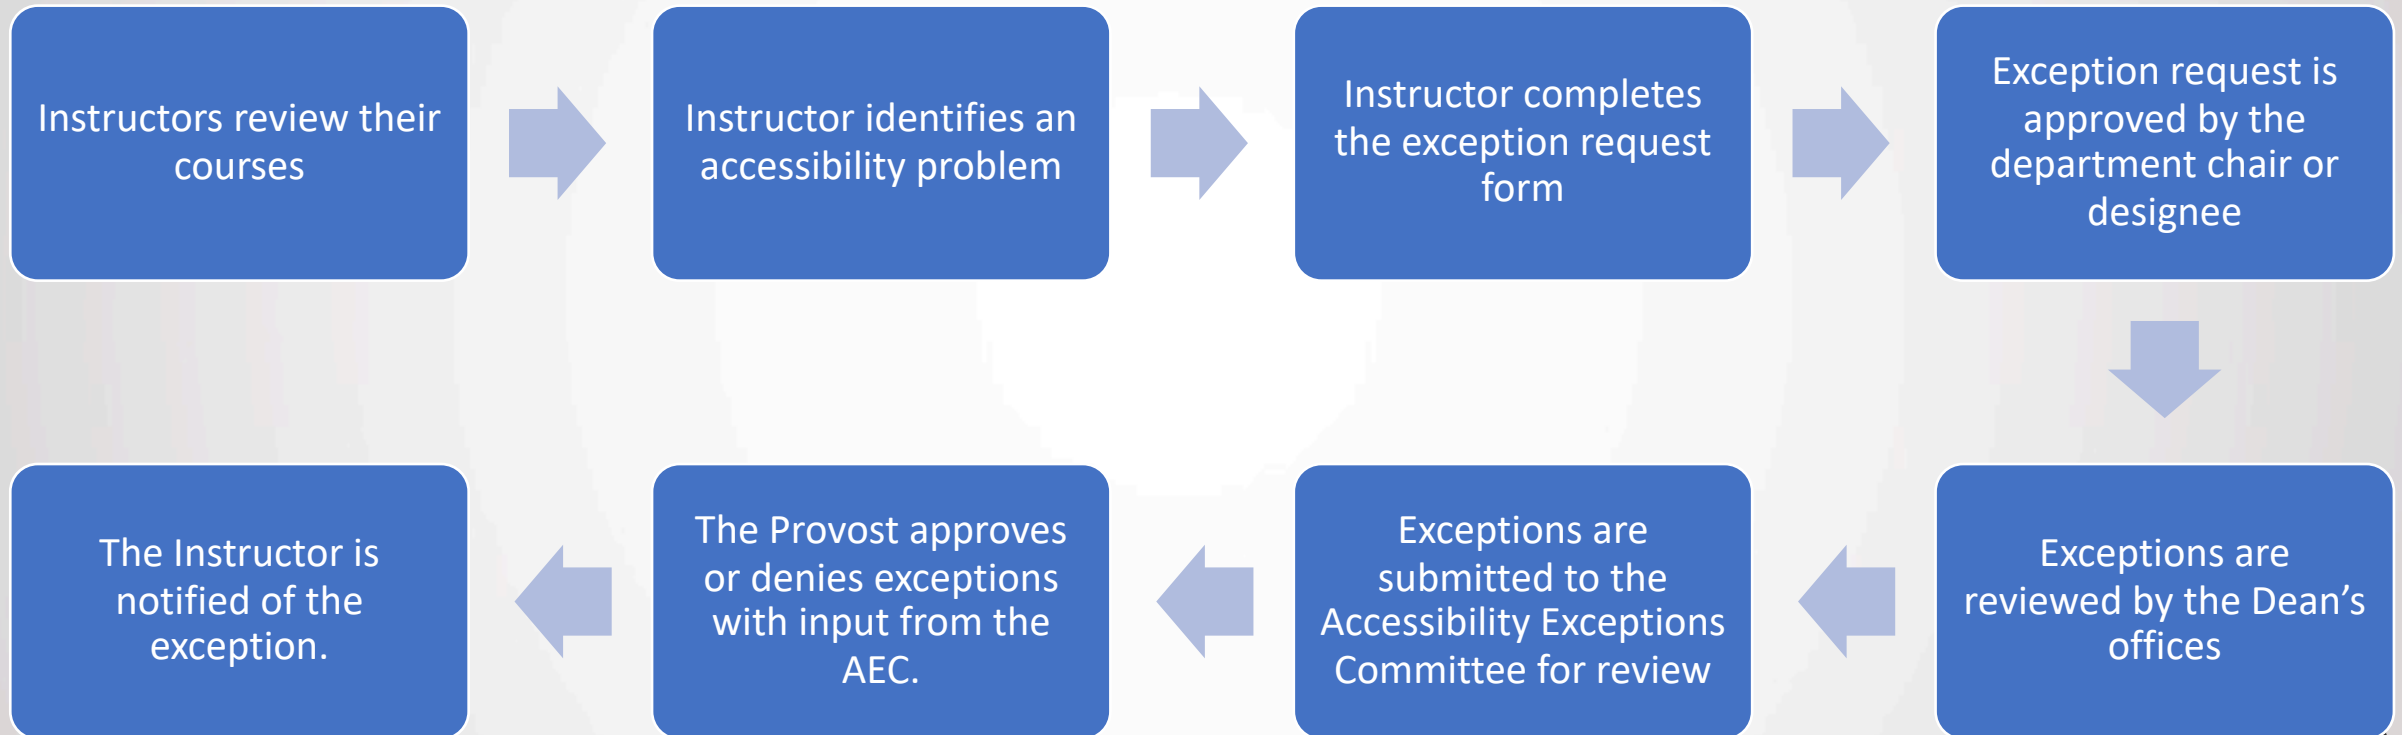 Instructors review their
courses
Instructor identifies an
accessibility problem
Instructor completes
the exception request
form
Exception request is
approved by the
department chair or
designee
Exceptions are
reviewed by the Dean’s
offices
Exceptions are
submitted to the
Accessibility Exceptions
Committee for review
The Provost approves
or denies exceptions
with input from the
AEC.
The Instructor is
notified of the
exception.